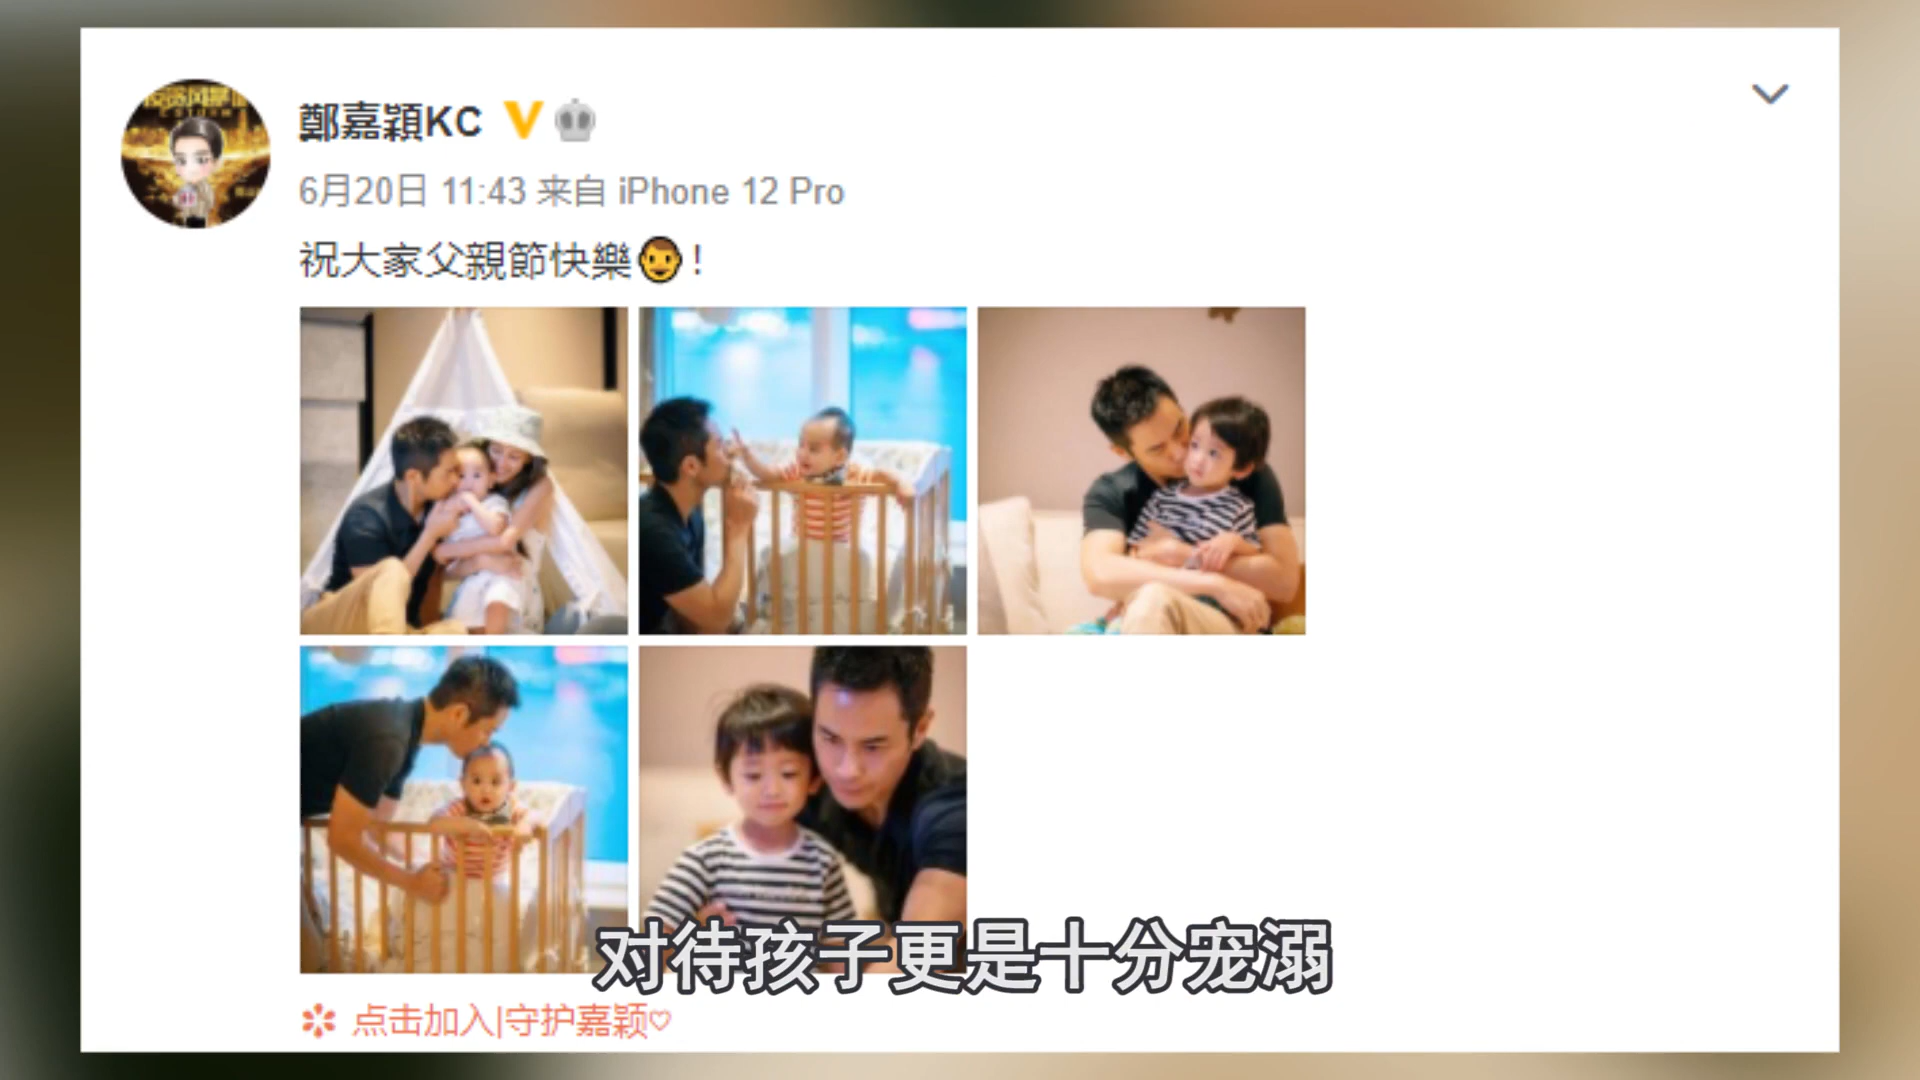 鄭嘉穎KC
6月20日 11:43 来自 iPhone 12 Pro
祝大家父親節快樂👨！
对待孩子更是十分宠溺
点击加入|守护嘉颖♡